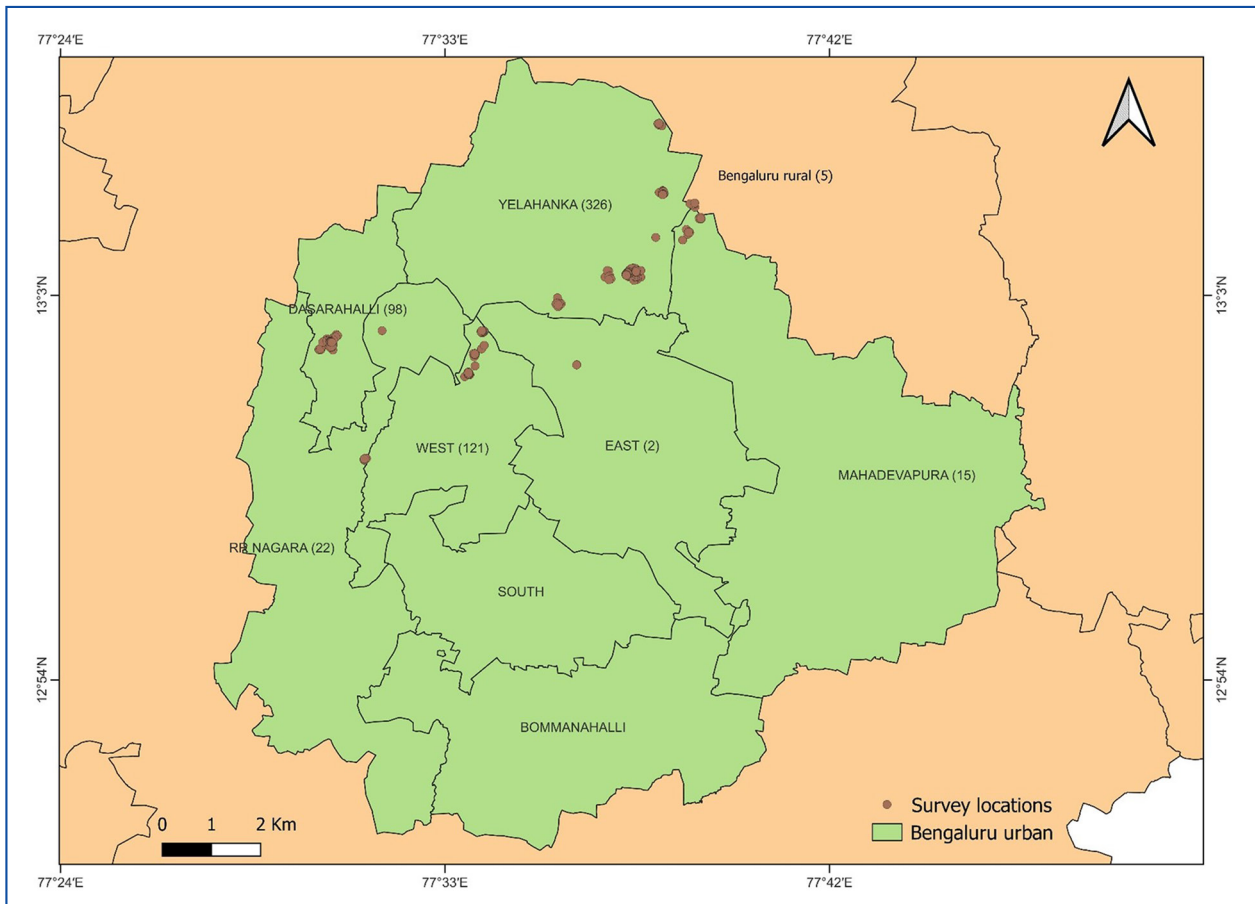 77°24'E 77°33'E 77°42'E
Bengaluru rural (5)
YELAHANKA (326)
13°3'N 13°3'N
DASARAHALLI (98)
WEST (121)
EAST (2)
MAHADEVAPURA (15)
RR NAGARA (22)
SOUTH
12°54'N 12°54'N
BOMMANAHALLI
Survey locations
0 1 2 Km
Bengaluru urban
77°24'E 77°33'E 77°42'E